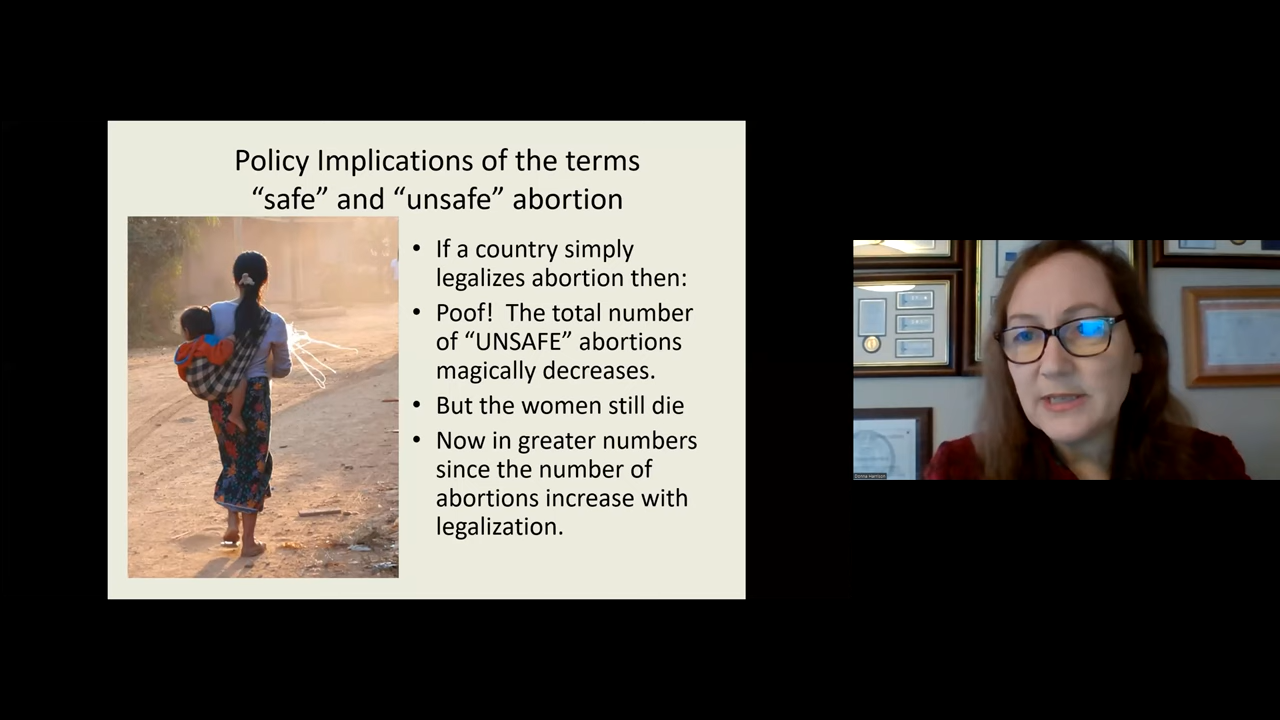 Policy Implications of the terms
“safe” and “unsafe” abortion
• If a country simply
legalizes abortion then:
• Poof!  The total number
of “UNSAFE” abortions
magically decreases.
• But the women still die
• Now in greater numbers
since the number of
abortions increase with
legalization.
Donna Harrison